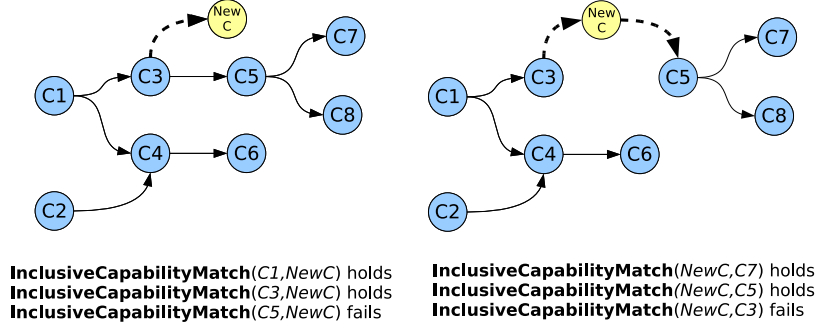 New
C
C7
C3
C5
C1
C8
C4
C6
C2
InclusiveCapabilityMatch(C1,NewC) holds
InclusiveCapabilityMatch(C3,NewC) holds
InclusiveCapabilityMatch(C5,NewC) fails
New
C
C7
C3
C5
C1
C8
C4
C6
C2
InclusiveCapabilityMatch(NewC,C7) holds
InclusiveCapabilityMatch(NewC,C5) holds
InclusiveCapabilityMatch(NewC,C3) fails